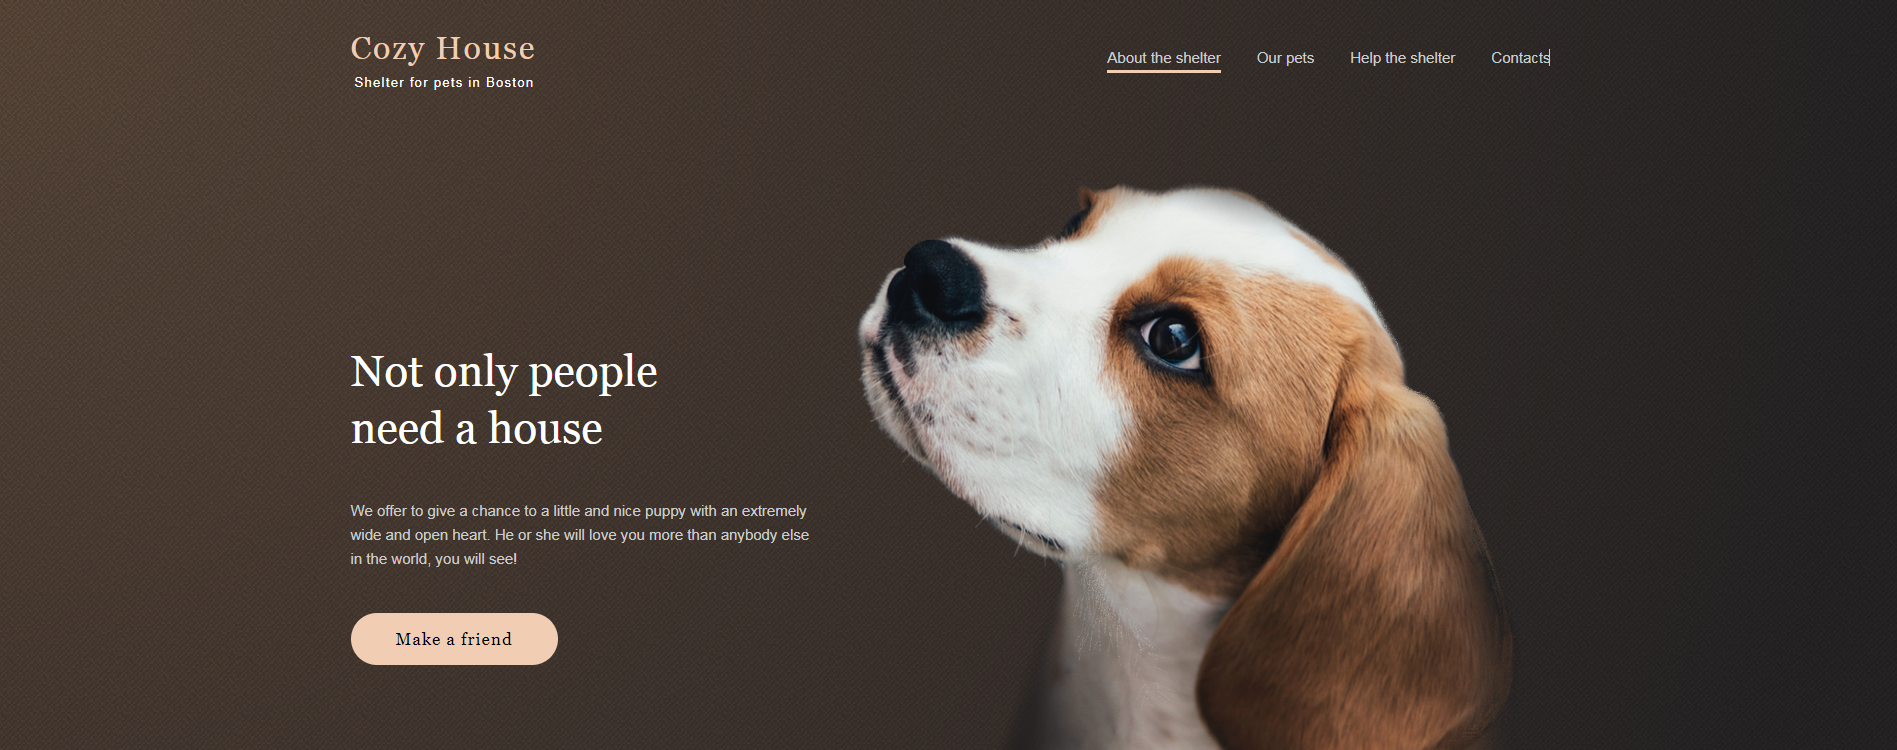 Cozy House
Shelter for pets in Boston
About the shelter
Our pets
Help the shelter
Contacts
Not only people
need a house
We offer to give a chance to a little and nice puppy with an extremely
wide and open heart. He or she will love you more than anybody else
in the world, you will see!
Make a friend